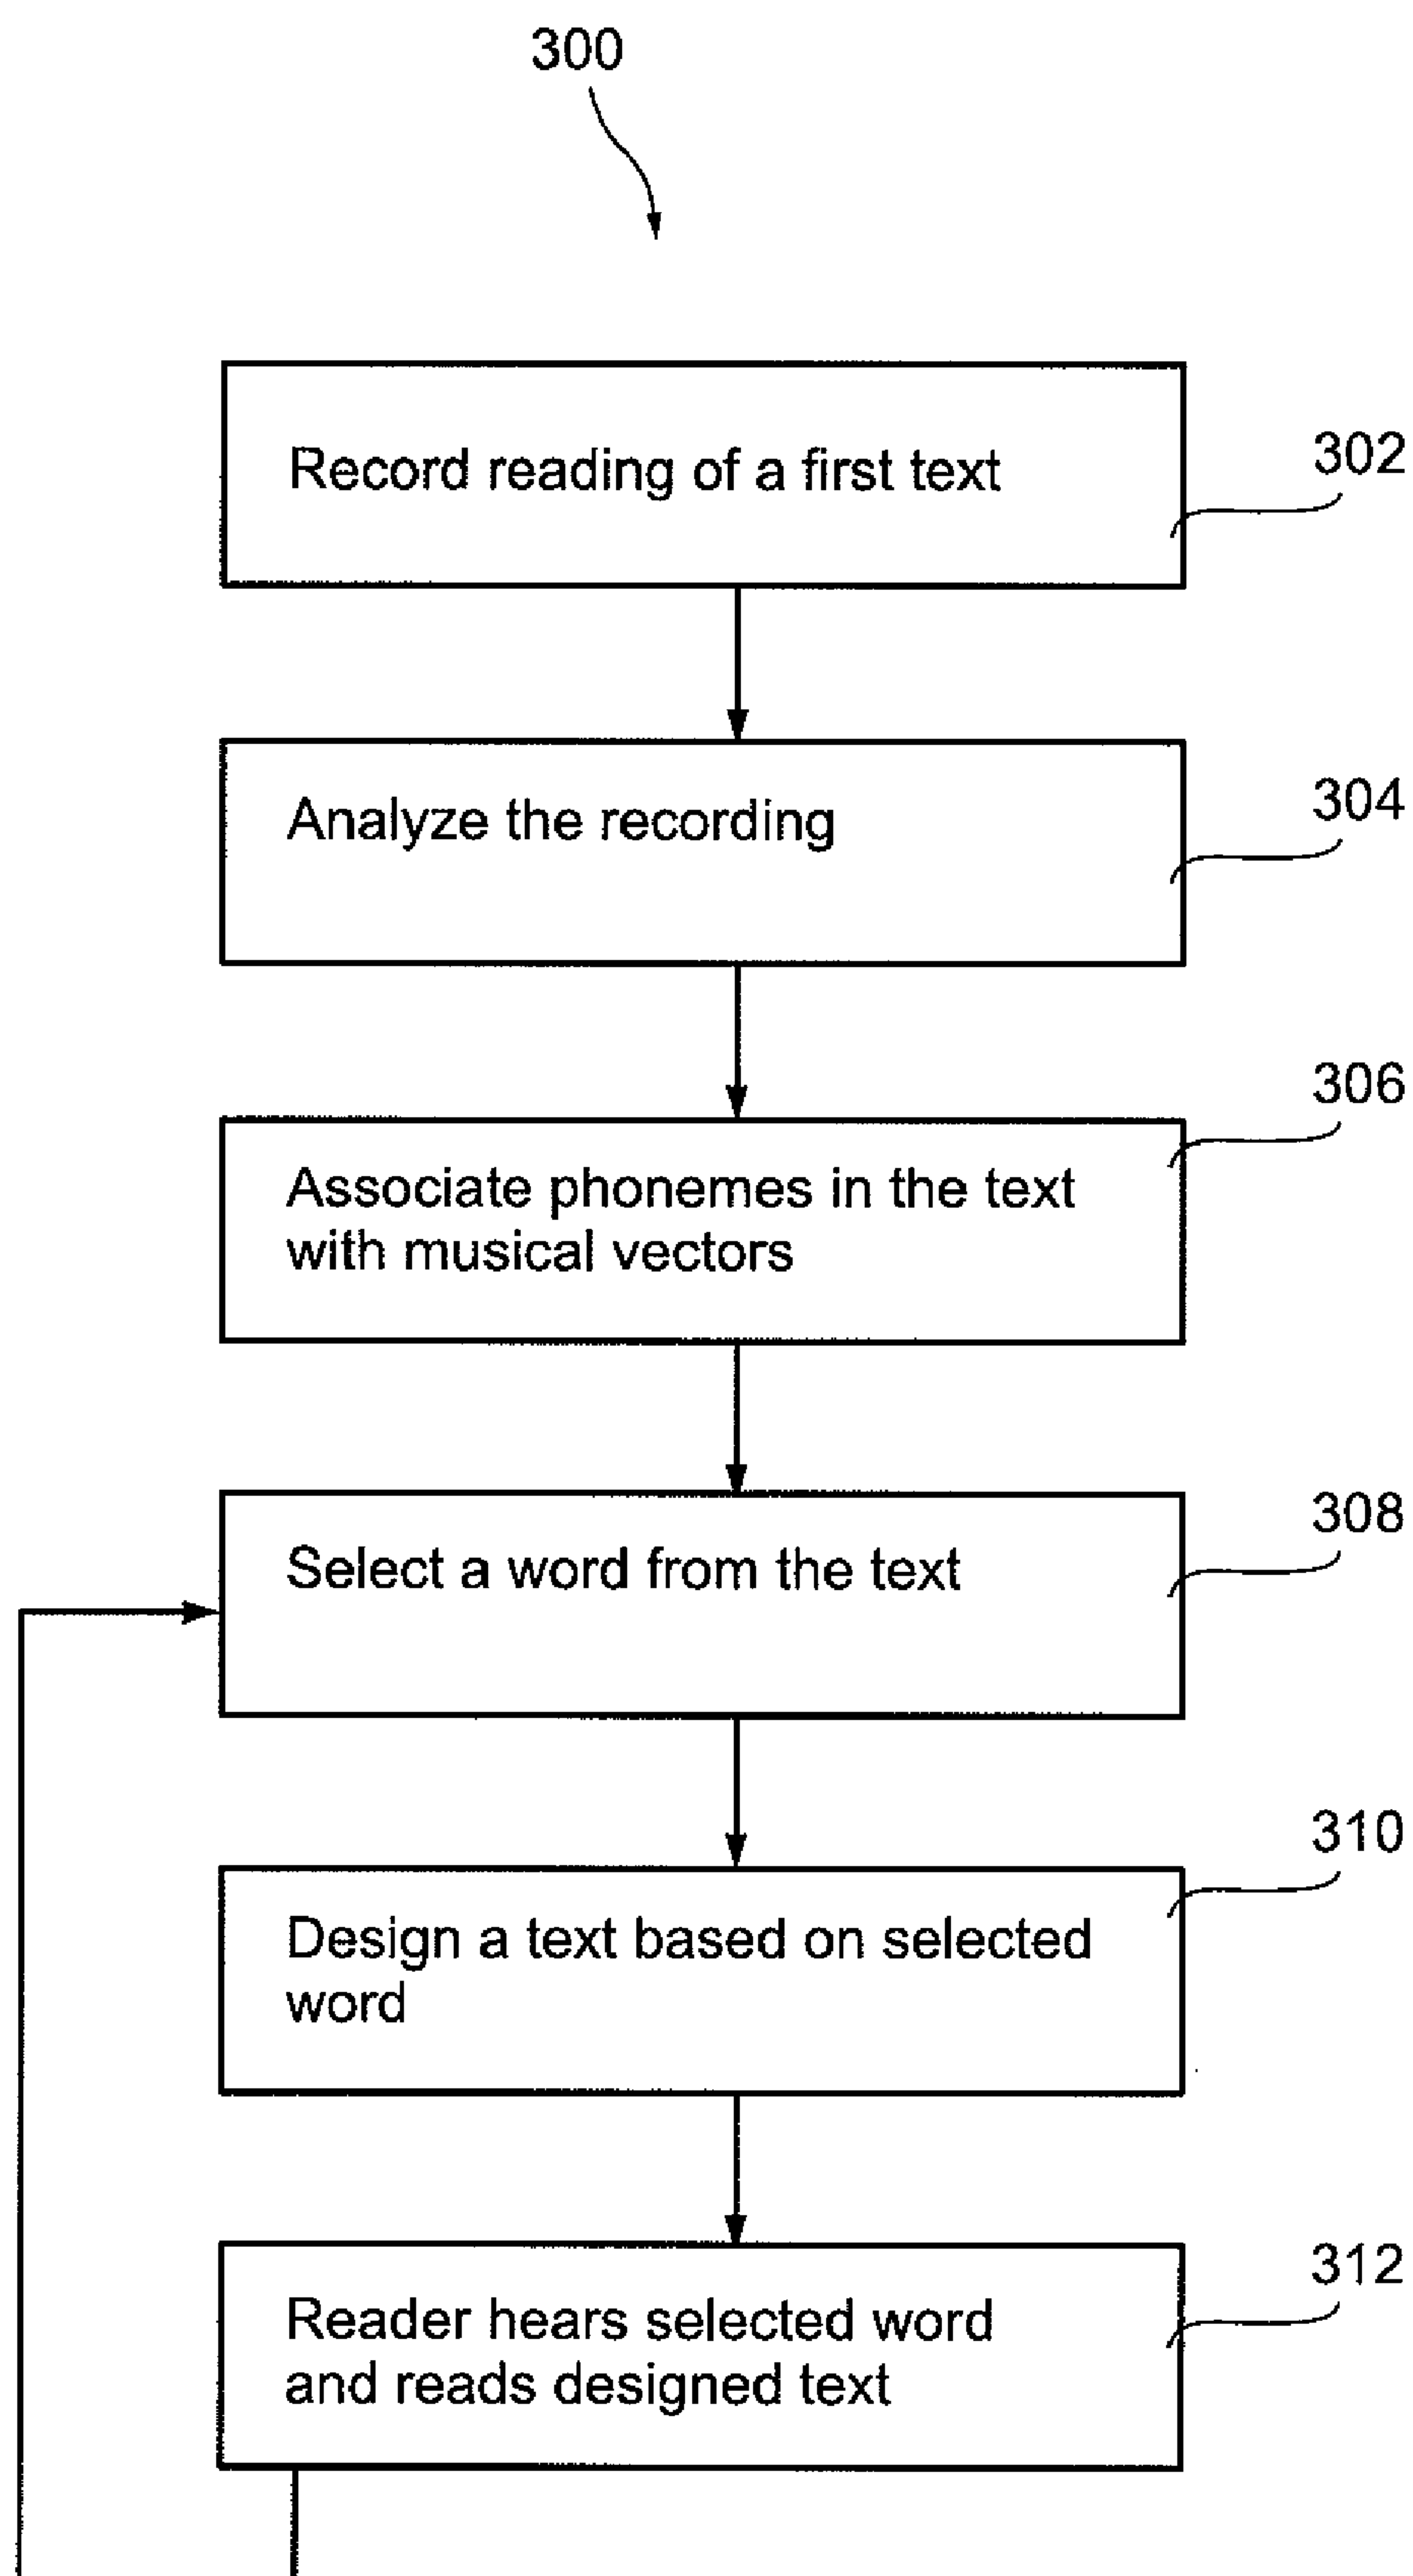 300
Record reading of a first text
302
Analyze the recording
304
306
Associate phonemes in the text
with musical vectors
308
Select a word from the text
310
Design a text based on selected
word
312
Reader hears selected word
and reads designed text